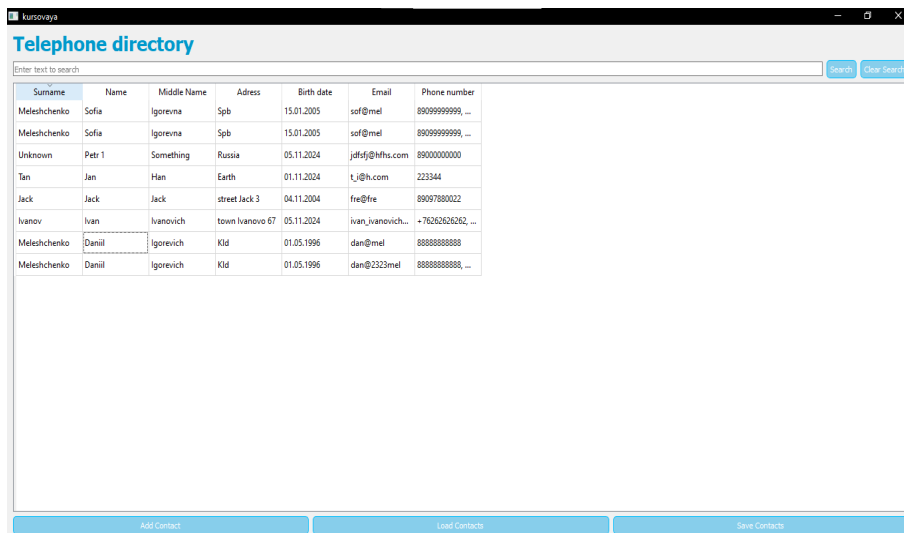 kursovaya
Telephone directory
Enter text to search Search Clear Search
Surname Name Middle Name Adress Birth date Email Phone number
Meleshchenko Sofia Igorevna Spb 15.01.2005 sof@mel 89099999999, ...
Meleshchenko Sofia Igorevna Spb 15.01.2005 sof@mel 89099999999, ...
Unknown Petr 1 Something Russia 05.11.2024 jdfsfj@hfhs.com 89000000000
Tan Jan Han Earth 01.11.2024 t_i@h.com 223344
Jack Jack Jack street Jack 3 04.11.2004 fre@fre 89097880022
Ivanov Ivan Ivanovich town Ivanovo 67 05.11.2024 ivan_ivanovich... +76262626262, ...
Meleshchenko Daniil Igorevich Kld 01.05.1996 dan@mel 88888888888
Meleshchenko Daniil Igorevich Kld 01.05.1996 dan@2323mel 88888888888, ...
Add Contact Load Contacts Save Contacts